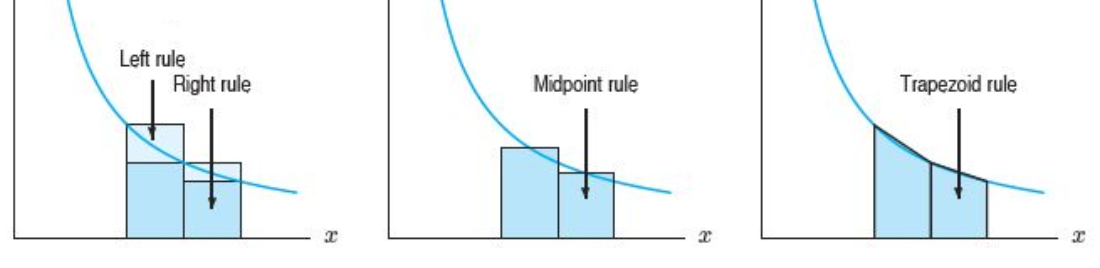 Left rule
Right rule
x
Midpoint rule
x
Trapezoid rule
x